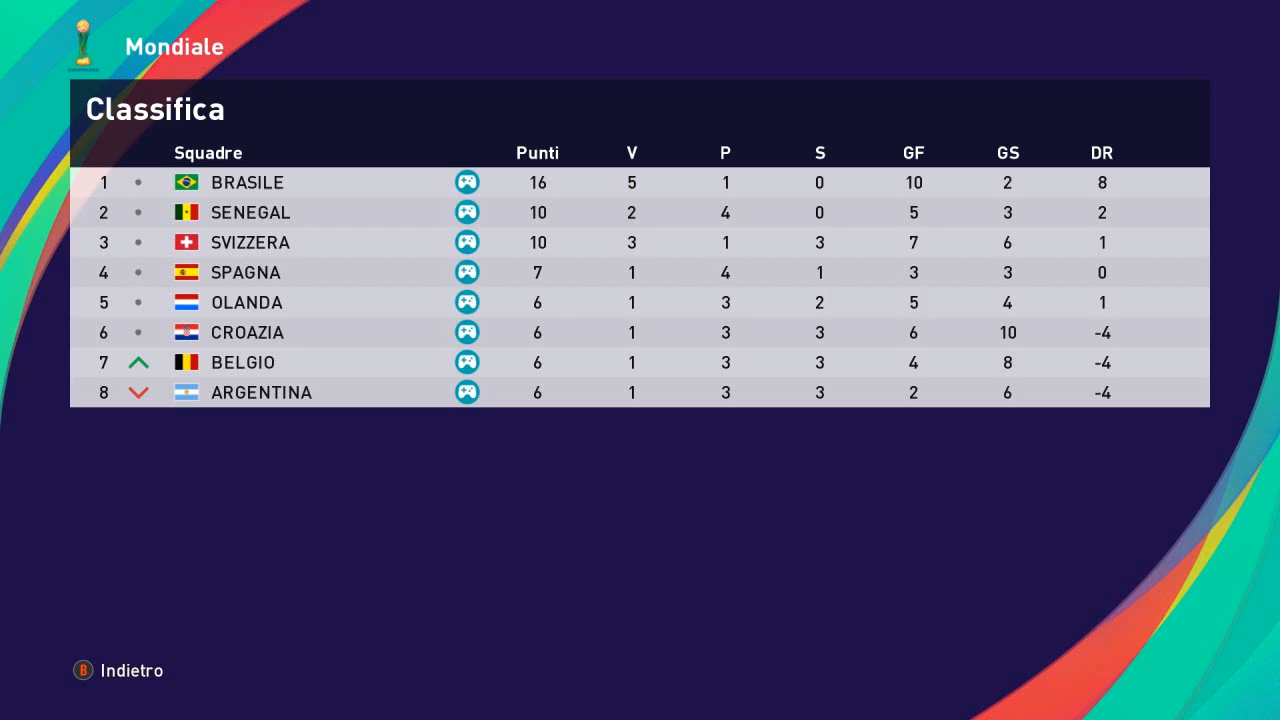 Mondiale
Classifica
Squadre Punti V P S GF GS DR
1 BRASILE 16 5 1 0 10 2 8
2 SENEGAL 10 2 4 0 5 3 2
3 SVIZZERA 10 3 1 3 7 6 1
4 SPAGNA 7 1 4 1 3 3 0
5 OLANDA 6 1 3 2 5 4 1
6 CROAZIA 6 1 3 3 6 10 -4
7 BELGIO 6 1 3 3 4 8 -4
8 ARGENTINA 6 1 3 3 2 6 -4
B Indietro